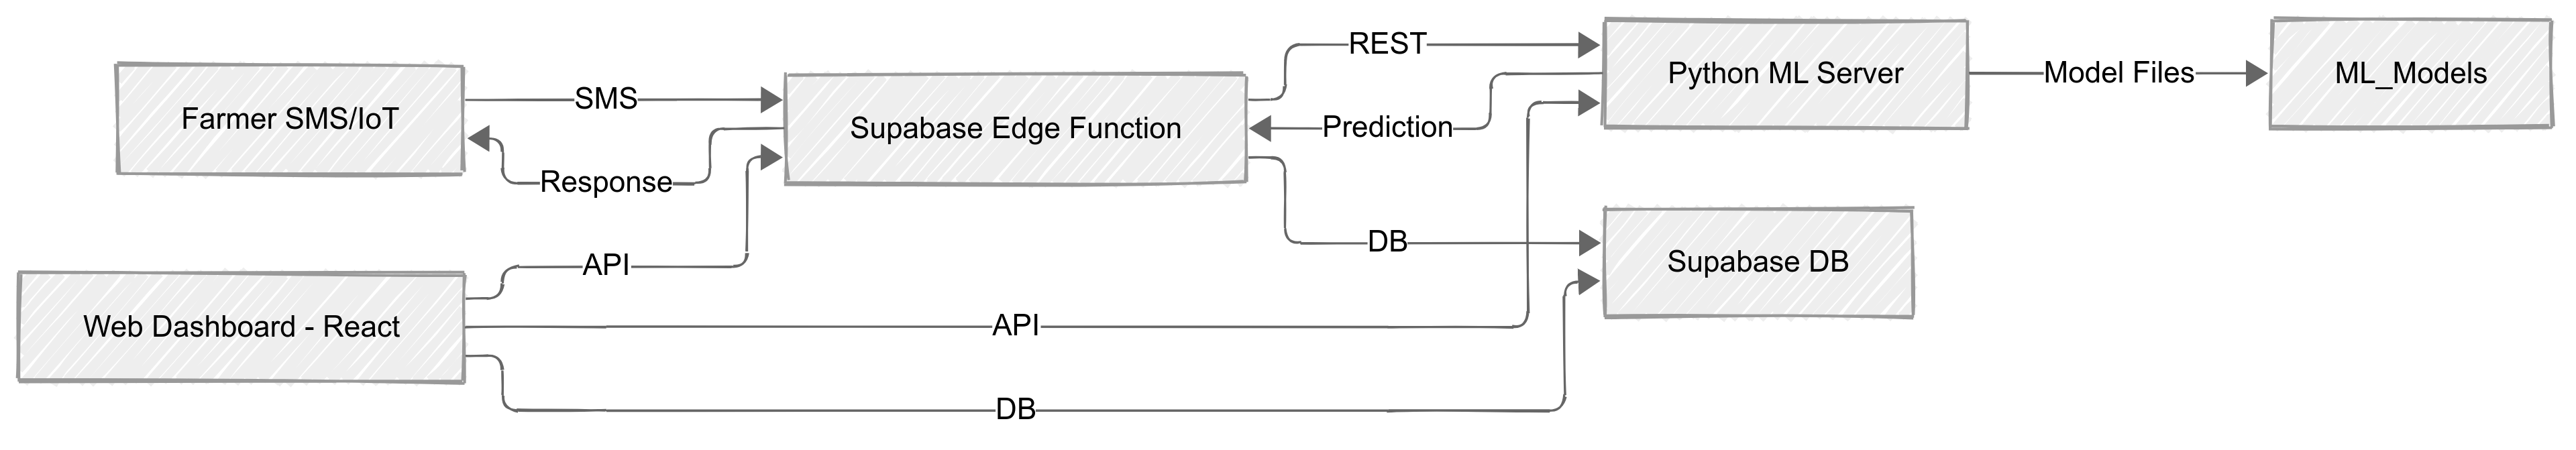 Farmer SMS/IoT
SMS
Response
Supabase Edge Function
REST
Prediction
Python ML Server
Model Files
ML_Models
Web Dashboard - React
API
API
DB
DB
Supabase DB